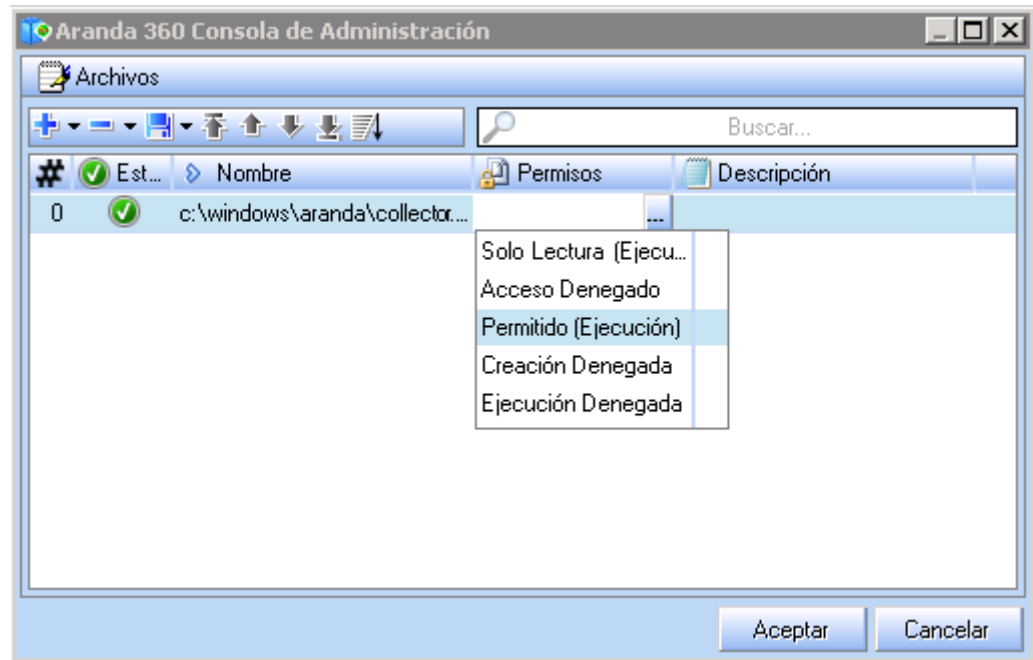 Aranda 360 Consola de Administración
Archivos
Buscar...
# Est... Nombre Permisos Descripción
0 c:\windows\aranda\collector.... ...
Solo Lectura (Ejecu...
Acceso Denegado
Permitido (Ejecución)
Creación Denegada
Ejecución Denegada
Aceptar Cancelar